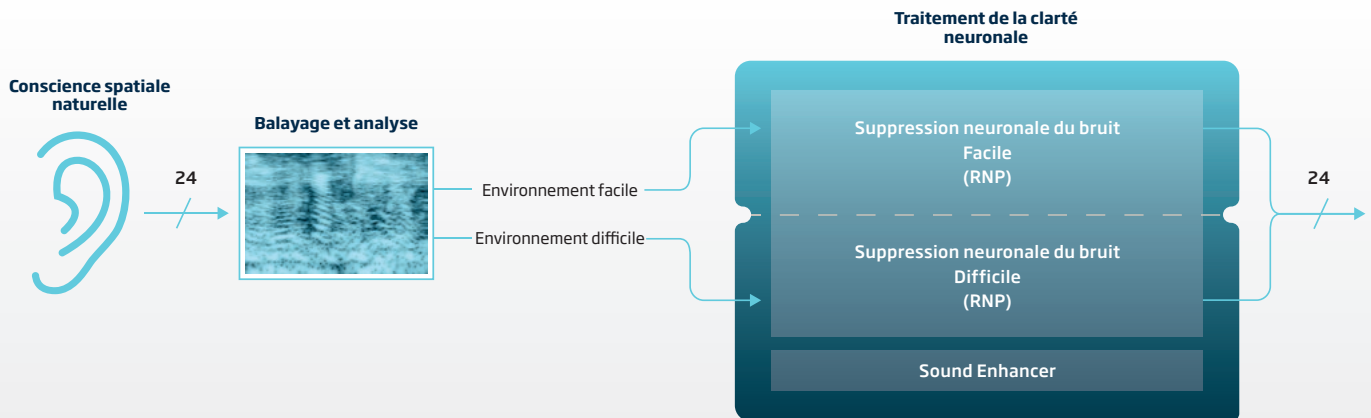 Conscience spatiale
naturelle
24
Balayage et analyse
Environnement facile
Environnement difficile
Traitement de la clarté
neuronale
Suppression neuronale du bruit
Facile
(RNP)
Suppression neuronale du bruit
Difficile
(RNP)
Sound Enhancer
24